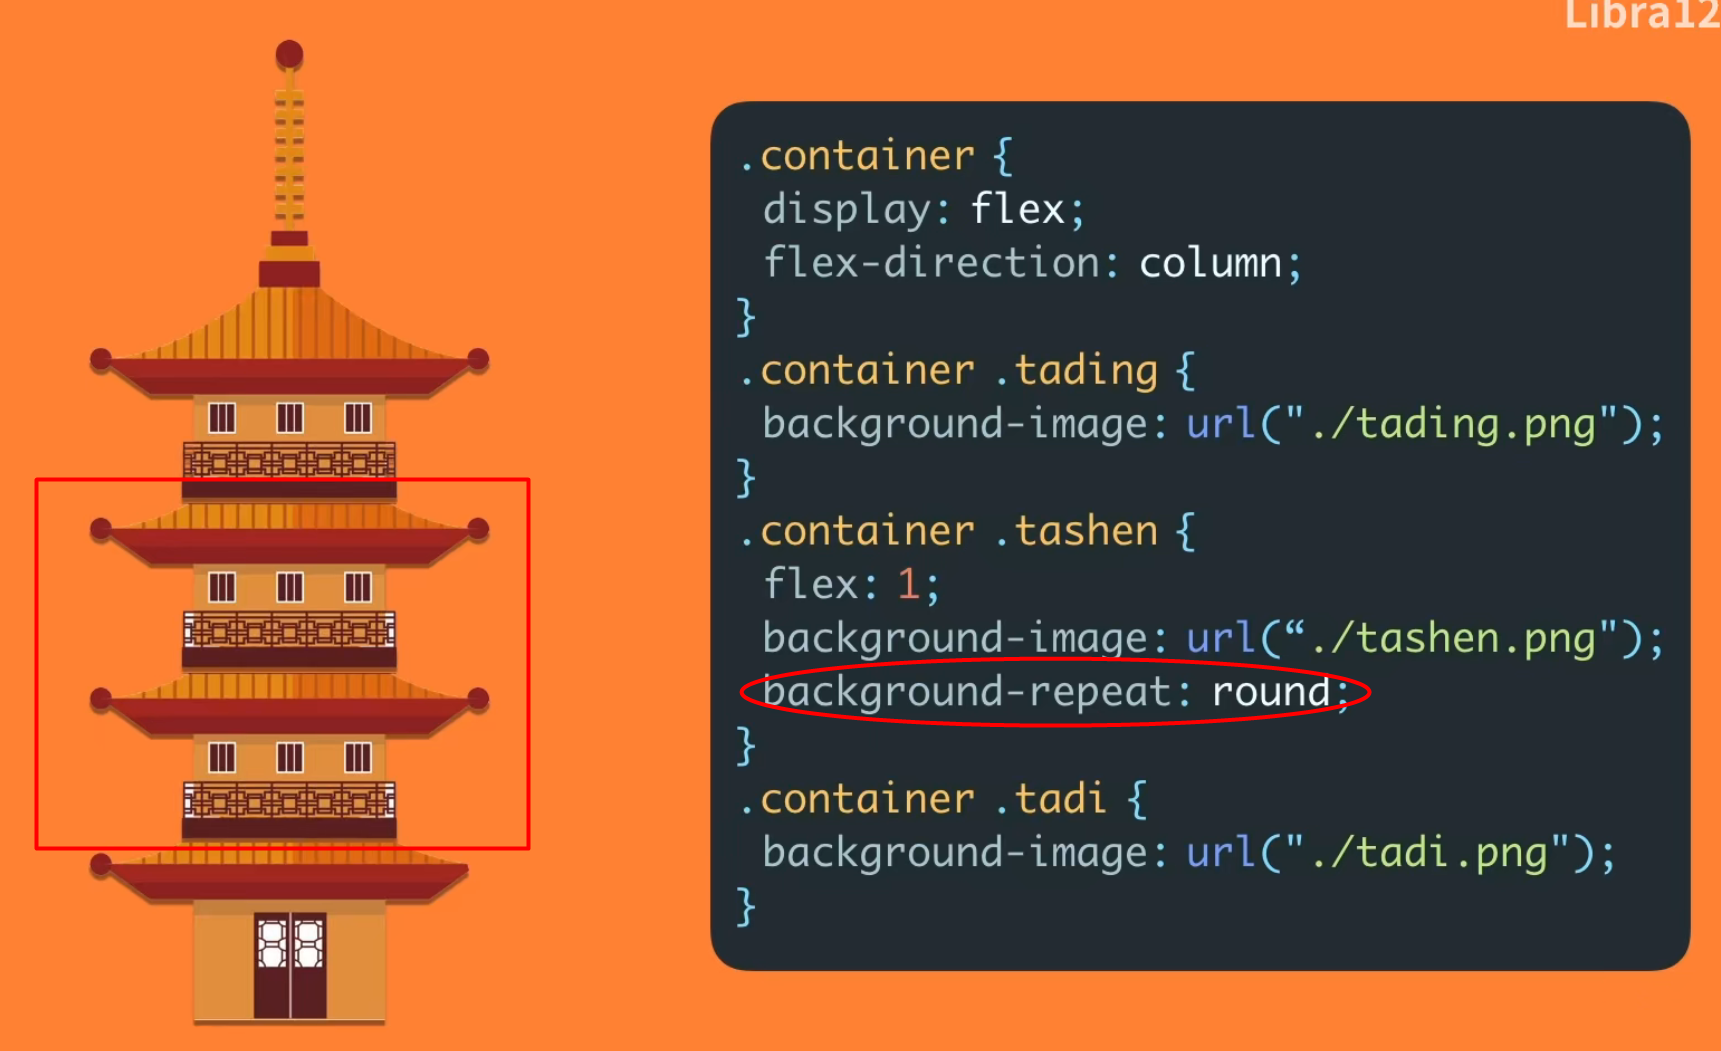 Libra12
.container {
display: flex;
flex-direction: column;
}
.container .tading {
background-image: url("./tading.png");
}
.container .tashen {
flex: 1;
background-image: url(“./tashen.png");
background-repeat: round;
}
.container .tadi {
background-image: url("./tadi.png");
}